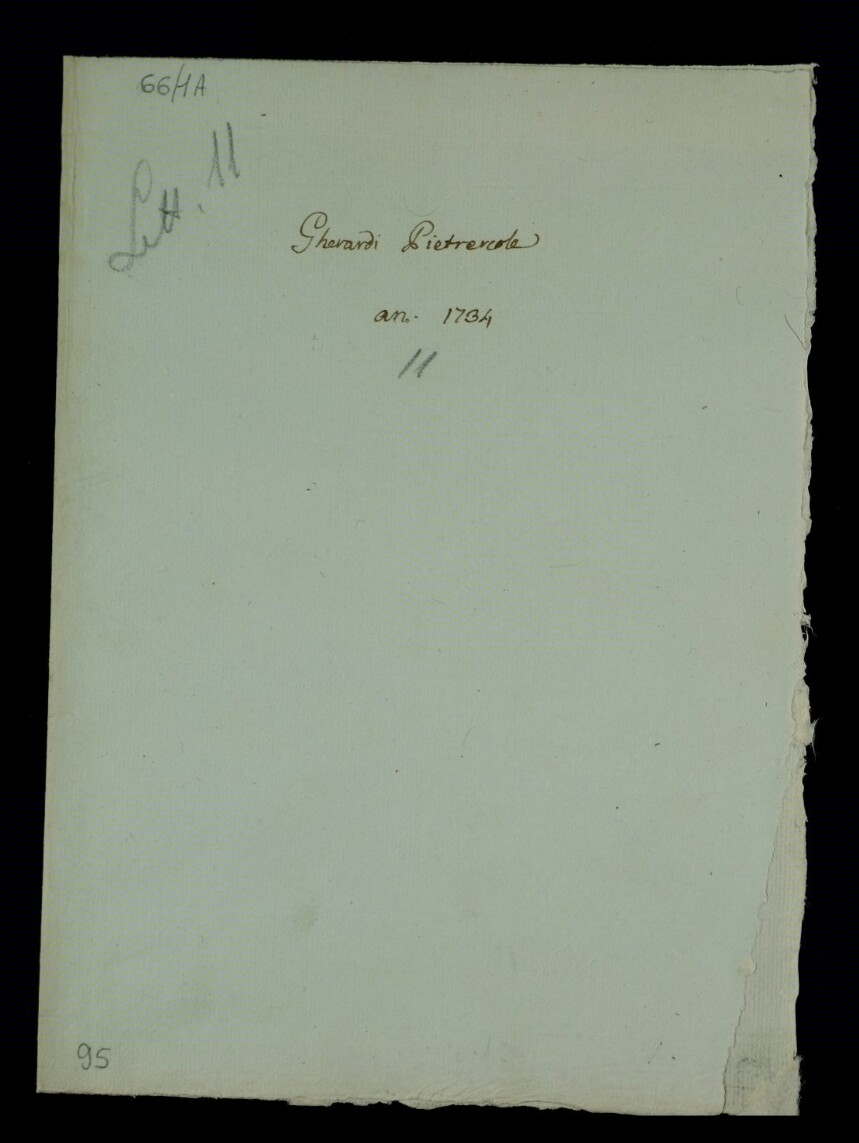 66/1A
Lett. 11
Gherardi Pietrercole
an. 1734
11
95